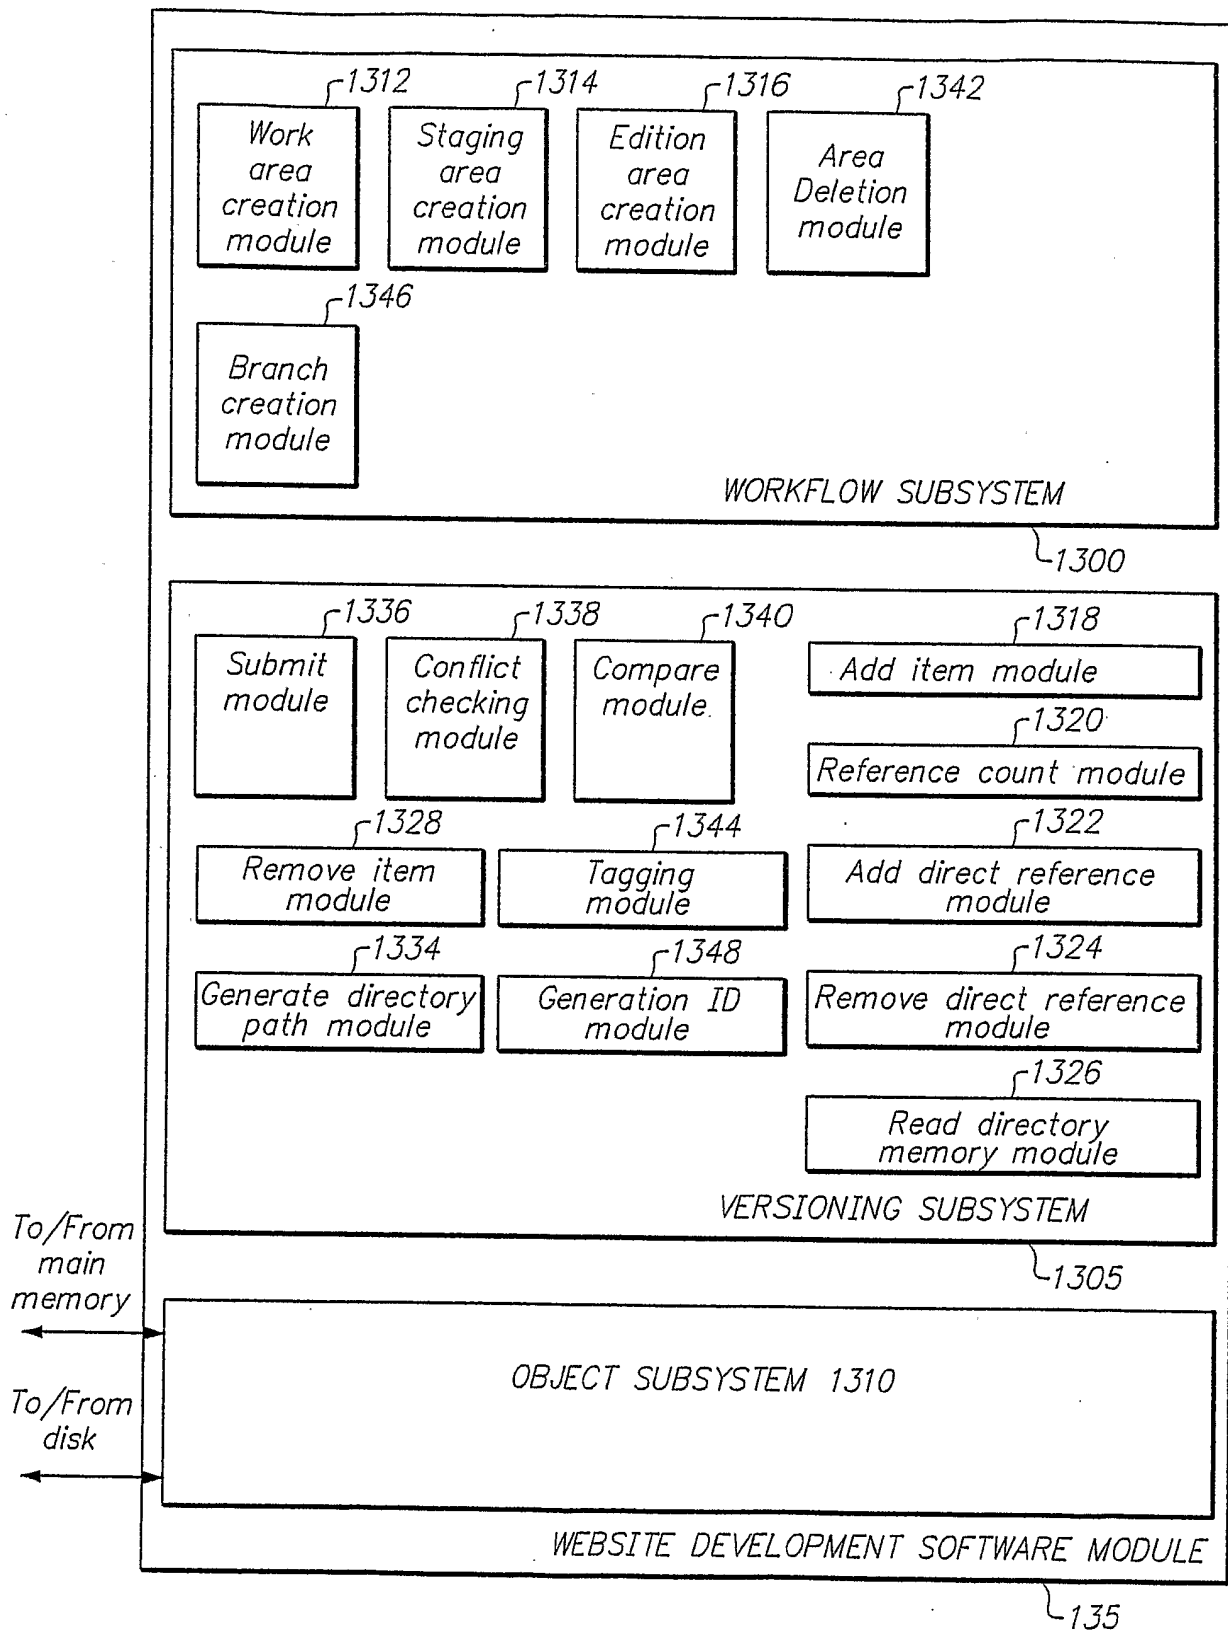 1312
1314
1316
1342
Work
area
creation
module
Staging
area
creation
module
Edition
area
creation
module
Area
Deletion
module
1346
Branch
creation
module
WORKFLOW SUBSYSTEM
1300
1336
1338
1340
1318
Submit
module
Conflict
checking
module
Compare
module
Add item module
1320
Reference count module
1328
1344
1322
Remove item
module
Tagging
module
Add direct reference
module
1334
1348
1324
Generate directory
path module
Generation ID
module
Remove direct reference
module
1326
Read directory
memory module
VERSIONING SUBSYSTEM
1305
To/From
main
memory
OBJECT SUBSYSTEM 1310
To/From
disk
WEBSITE DEVELOPMENT SOFTWARE MODULE
135